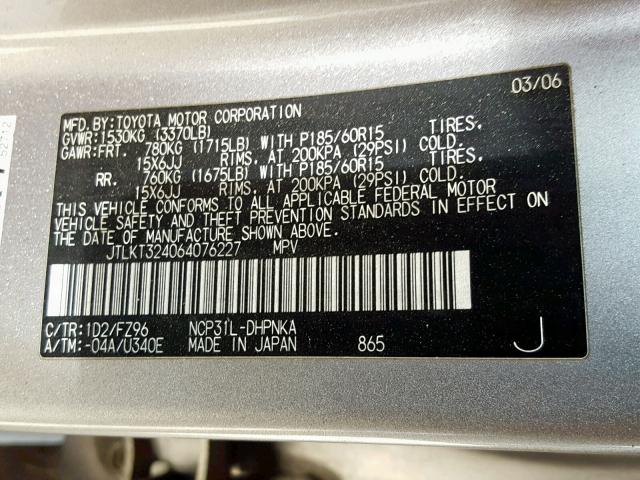 03/06
MFD. BY: TOYOTA MOTOR CORPORATION
GVWR: 1530KG (3370LB)
GAWR: FRT. 780KG (1715LB) WITH P185/60R15 TIRES.
15X6JJ RIMS. AT 200KPA (29PSI) COLD.
RR. 760KG (1675LB) WITH P185/60R15 TIRES.
15X6JJ RIMS. AT 200KPA (29PSI) COLD.
THIS VEHICLE CONFORMS TO ALL APPLICABLE FEDERAL MOTOR
VEHICLE SAFETY AND THEFT PREVENTION STANDARDS IN EFFECT ON
THE DATE OF MANUFACTURE SHOWN ABOVE.
JTLKT324064076227 MPV
C/TR: 1D2/FZ96 NCP31L-DHPNKA
A/TM: -04A/U340E MADE IN JAPAN 865 J